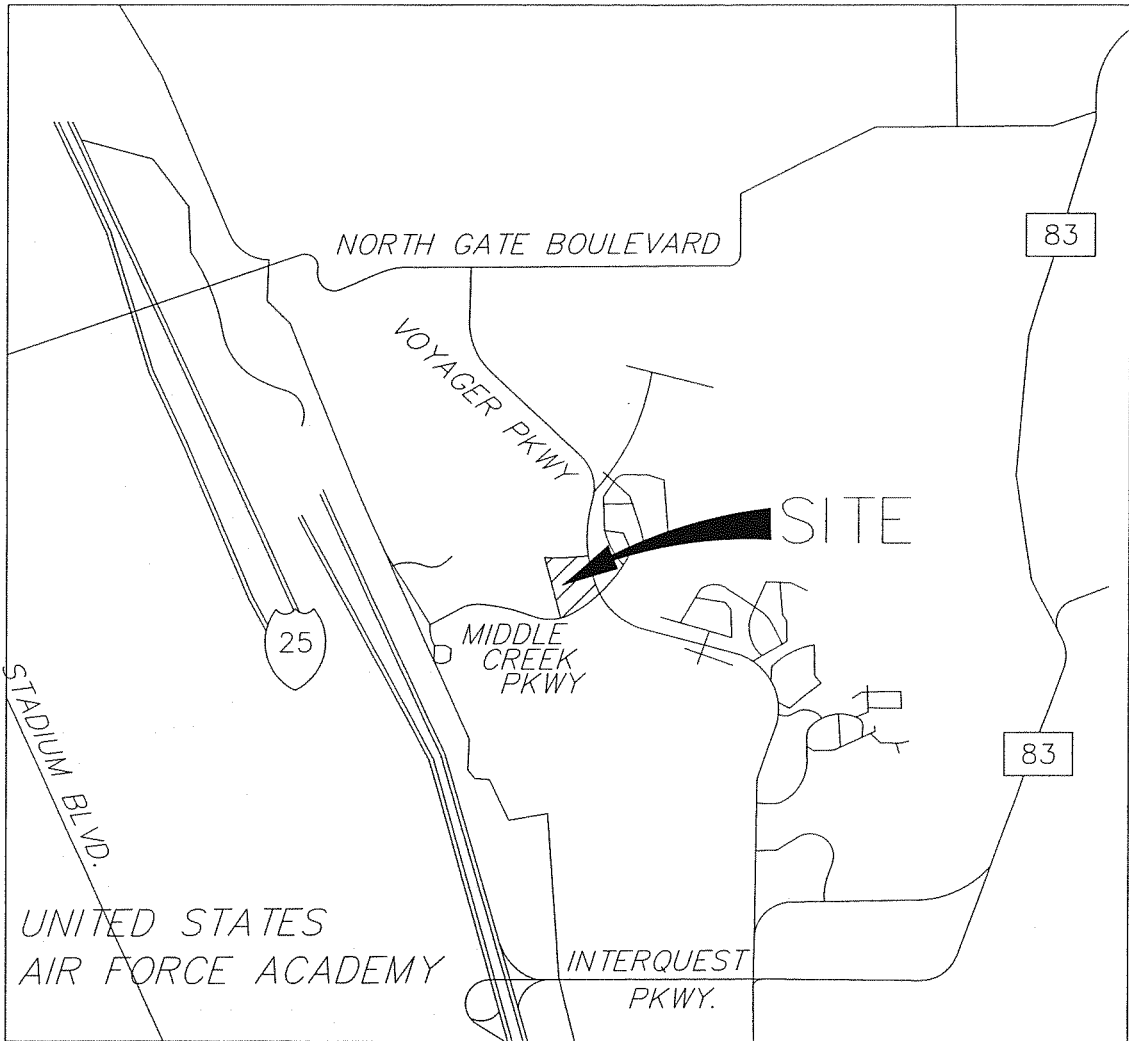 NORTH GATE BOULEVARD
83
VOYAGER PKWY
SITE
25
MIDDLE
CREEK
PKWY
STADIUM BLVD.
83
UNITED STATES
AIR FORCE ACADEMY
INTERQUEST
PKWY.